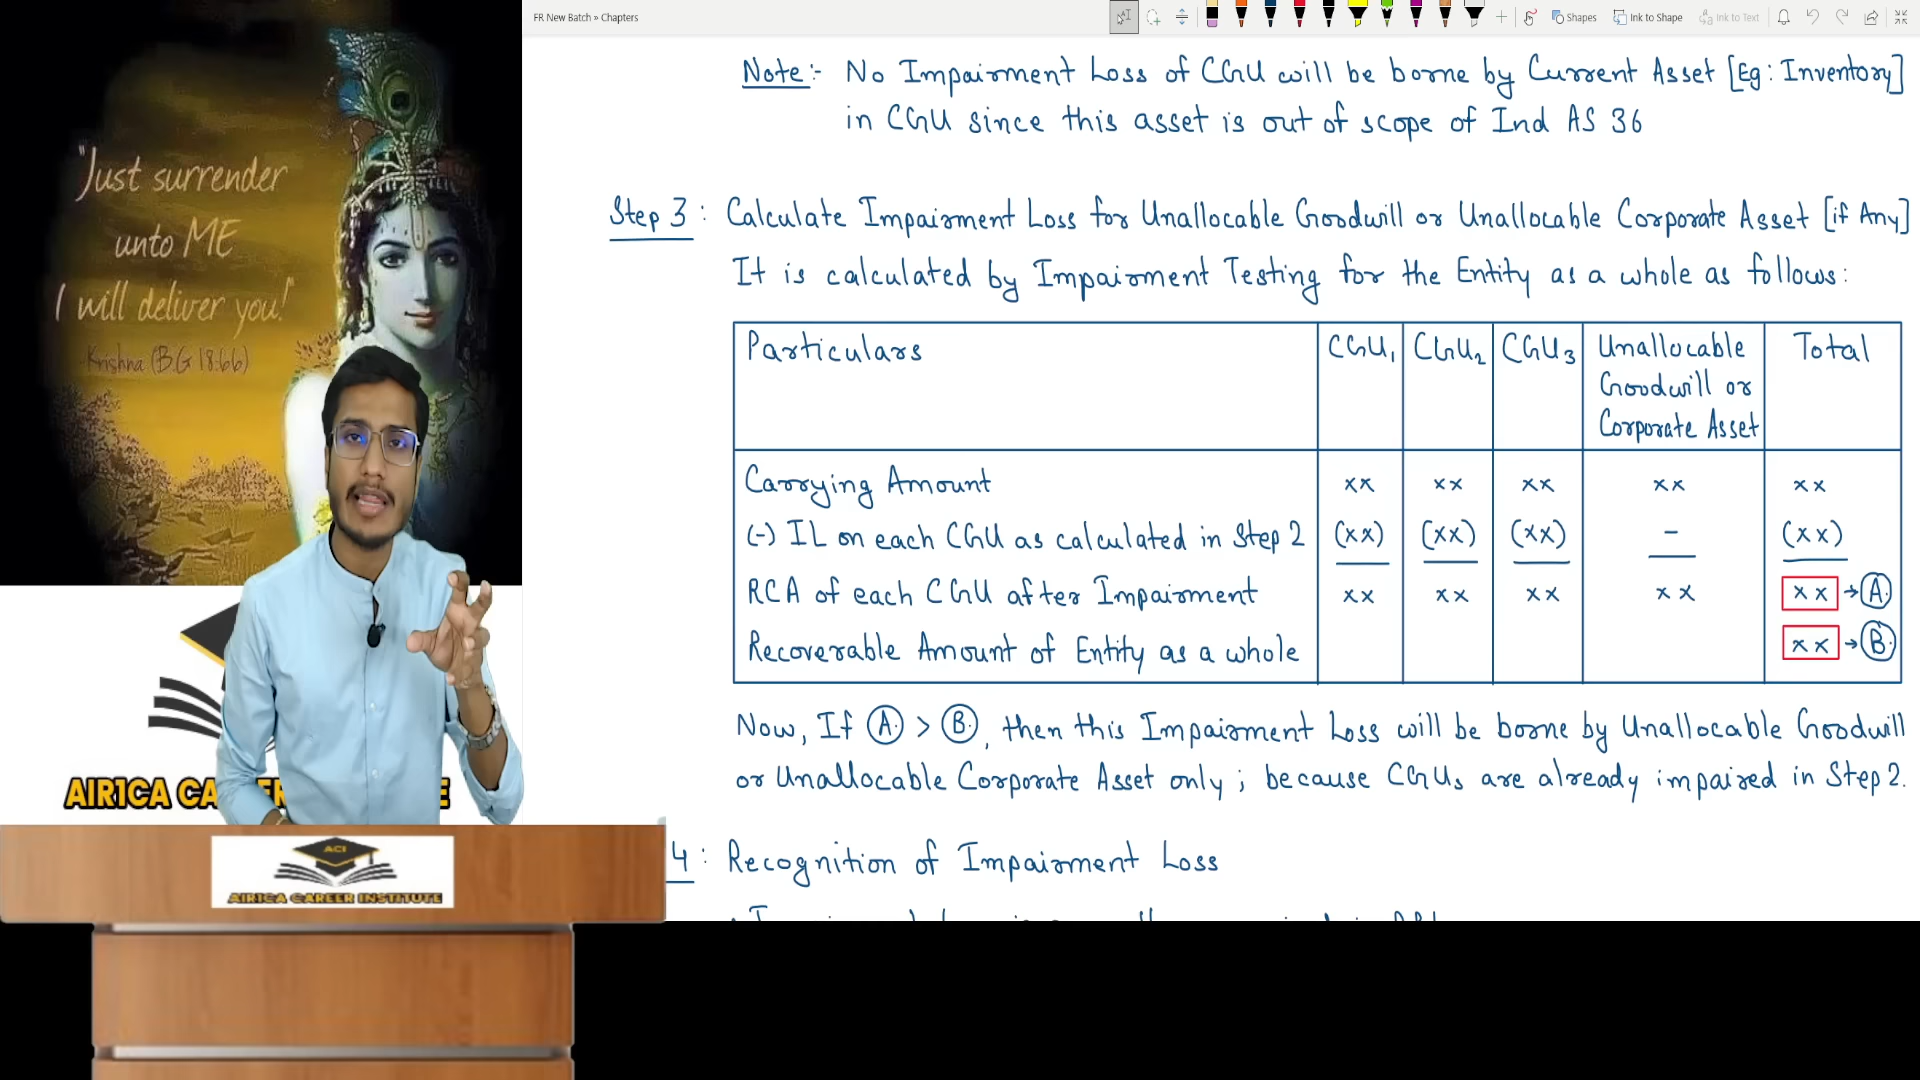 FR New Batch » Chapters
Shapes
Ink to Shape
Ink to Text
"Just surrender
unto ME
I will deliver you!"
- Krishna (B.G 18:66)
AIR1CA CA
ACI
AIR1CA CAREER INSTITUTE
Note:- No Impairment Loss of CGU will be borne by Current Asset [Eg: Inventory]
in CGU since this asset is out of scope of Ind AS 36
Step 3 : Calculate Impairment Loss for Unallocable Goodwill or Unallocable Corporate Asset [if Any]
It is calculated by Impairment Testing for the Entity as a whole as follows:
Particulars CGU1 CGU2 CGU3 Unallocable Goodwill or Corporate Asset Total
Carrying Amount xx xx xx xx xx
(-) IL on each CGU as calculated in Step 2 (xx) (xx) (xx) - (xx)
RCA of each CGU after Impairment xx xx xx xx xx → A
Recoverable Amount of Entity as a whole xx → B
Now, If A > B, then this Impairment Loss will be borne by Unallocable Goodwill
or Unallocable Corporate Asset only ; because CGUs are already impaired in Step 2.
4 : Recognition of Impairment Loss